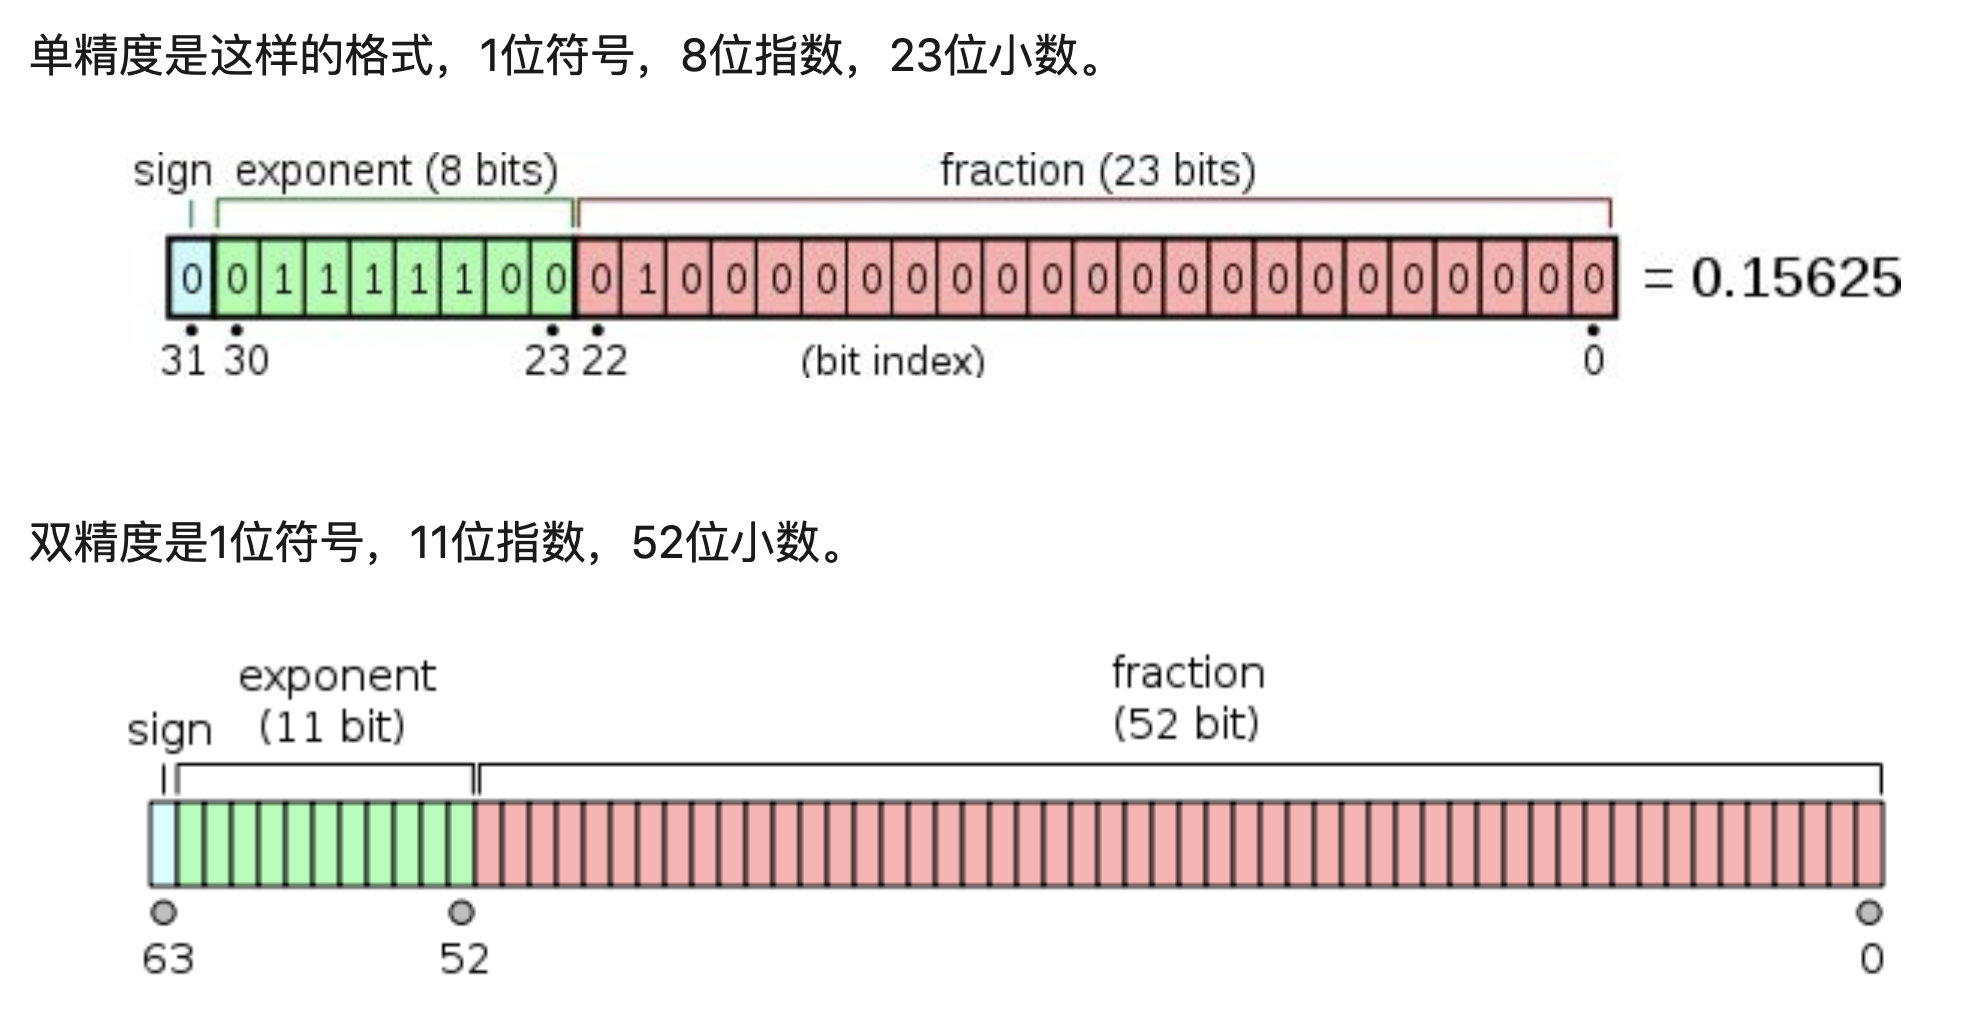 单精度是这样的格式，1位符号，8位指数，23位小数。
sign exponent (8 bits) fraction (23 bits)
0 0 1 1 1 1 1 0 0 0 1 0 0 0 0 0 0 0 0 0 0 0 0 0 0 0 0 0 0 0 0 0 = 0.15625
31 30 23 22 (bit index) 0
双精度是1位符号，11位指数，52位小数。
exponent fraction
sign (11 bit) (52 bit)
63 52 0